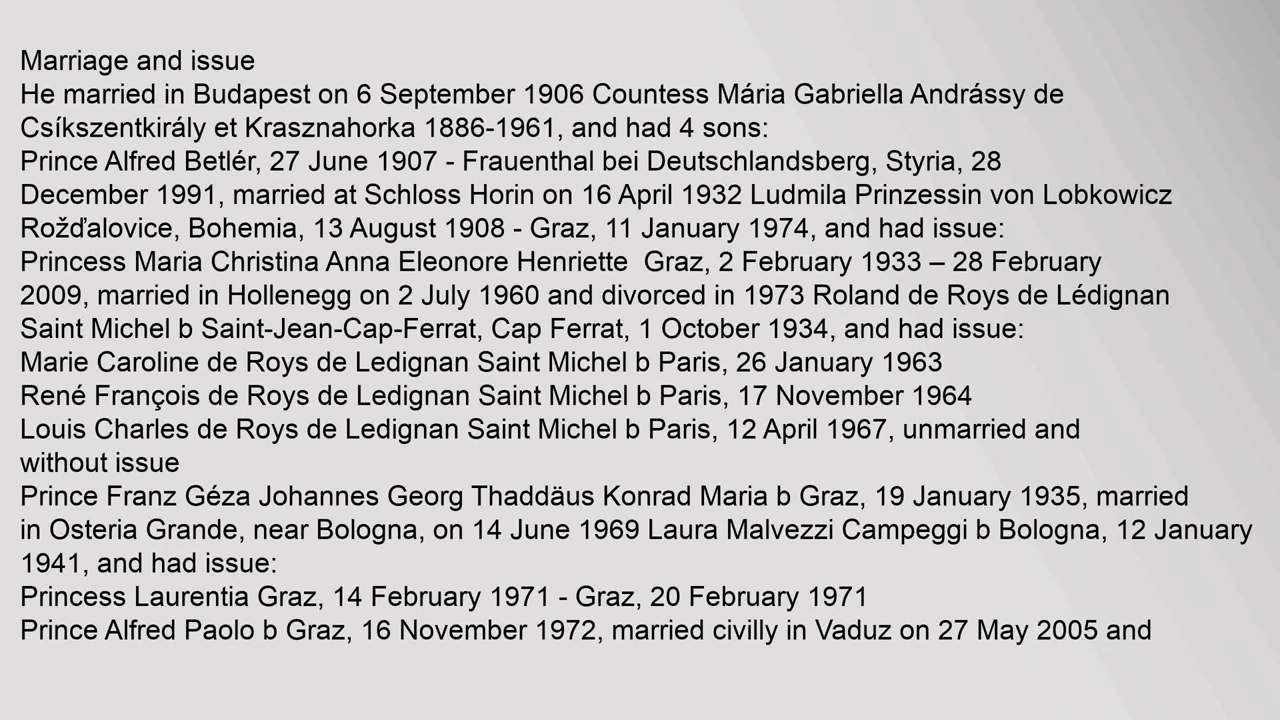 Marriage and issue
He married in Budapest on 6 September 1906 Countess Mária Gabriella Andrássy de
Csíkszentkirály et Krasznahorka 1886-1961, and had 4 sons:
Prince Alfred Betlér, 27 June 1907 - Frauenthal bei Deutschlandsberg, Styria, 28
December 1991, married at Schloss Horin on 16 April 1932 Ludmila Prinzessin von Lobkowicz
Rožďalovice, Bohemia, 13 August 1908 - Graz, 11 January 1974, and had issue:
Princess Maria Christina Anna Eleonore Henriette  Graz, 2 February 1933 – 28 February
2009, married in Hollenegg on 2 July 1960 and divorced in 1973 Roland de Roys de Lédignan
Saint Michel b Saint-Jean-Cap-Ferrat, Cap Ferrat, 1 October 1934, and had issue:
Marie Caroline de Roys de Ledignan Saint Michel b Paris, 26 January 1963
René François de Roys de Ledignan Saint Michel b Paris, 17 November 1964
Louis Charles de Roys de Ledignan Saint Michel b Paris, 12 April 1967, unmarried and
without issue
Prince Franz Géza Johannes Georg Thaddäus Konrad Maria b Graz, 19 January 1935, married
in Osteria Grande, near Bologna, on 14 June 1969 Laura Malvezzi Campeggi b Bologna, 12 January
1941, and had issue:
Princess Laurentia Graz, 14 February 1971 - Graz, 20 February 1971
Prince Alfred Paolo b Graz, 16 November 1972, married civilly in Vaduz on 27 May 2005 and